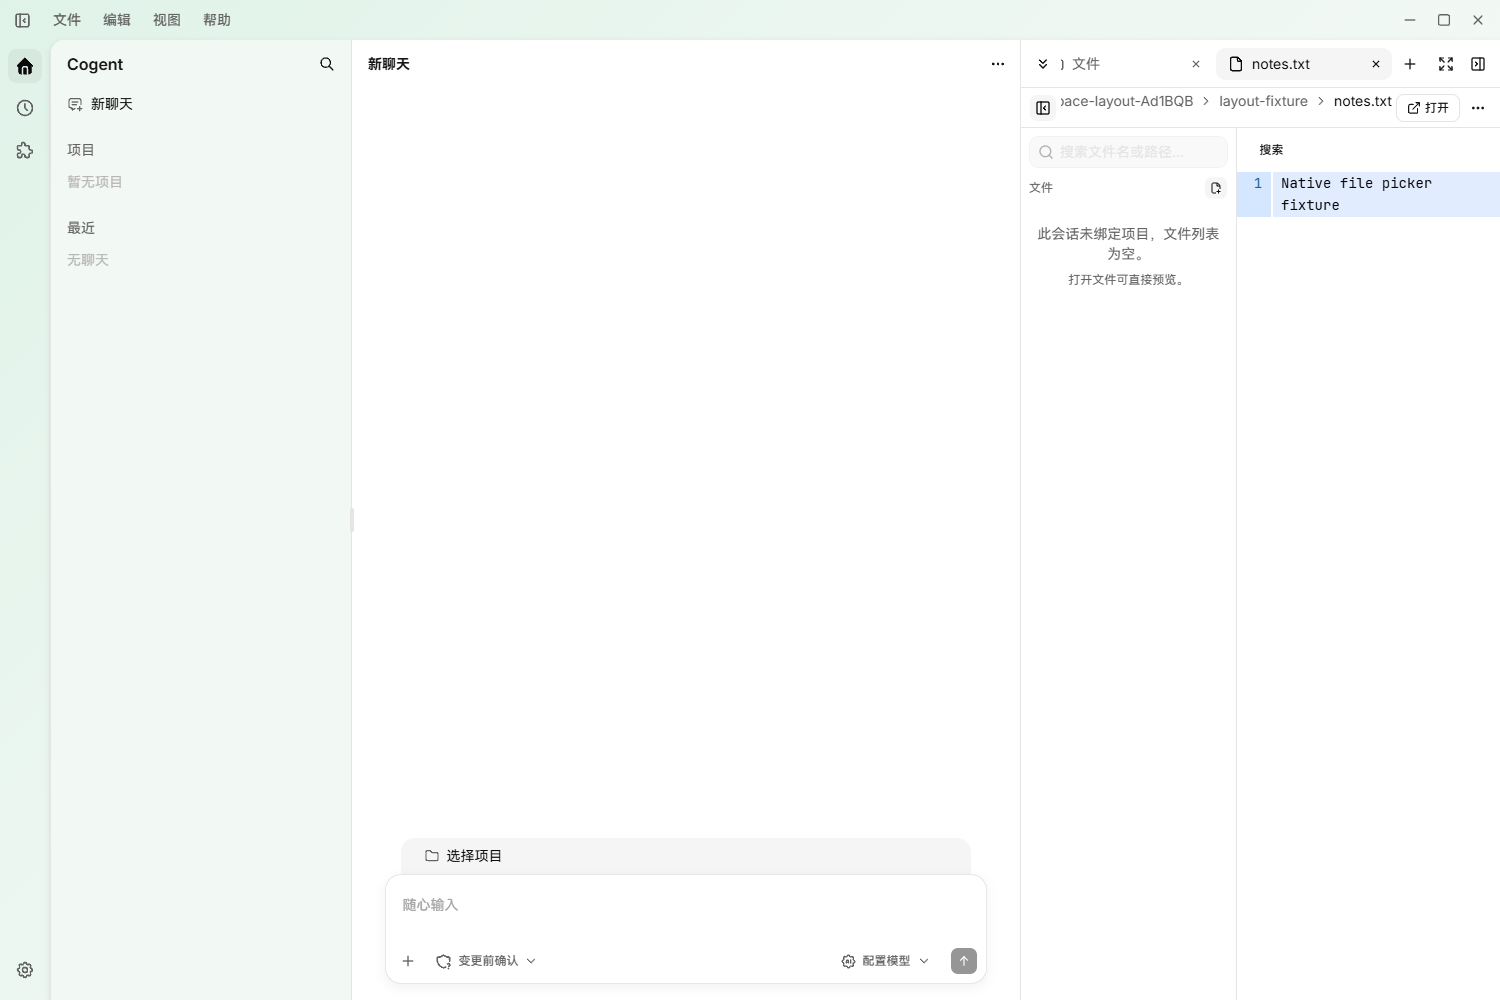 文件 编辑 视图 帮助
Cogent
新聊天
项目
暂无项目
最近
无聊天
新聊天
选择项目
随心输入
变更前确认
配置模型
文件
notes.txt
ace-layout-Ad1BQB > layout-fixture > notes.txt
打开
搜索文件名或路径...
文件
此会话未绑定项目，文件列表
为空。
打开文件可直接预览。
搜索
1 Native file picker
fixture